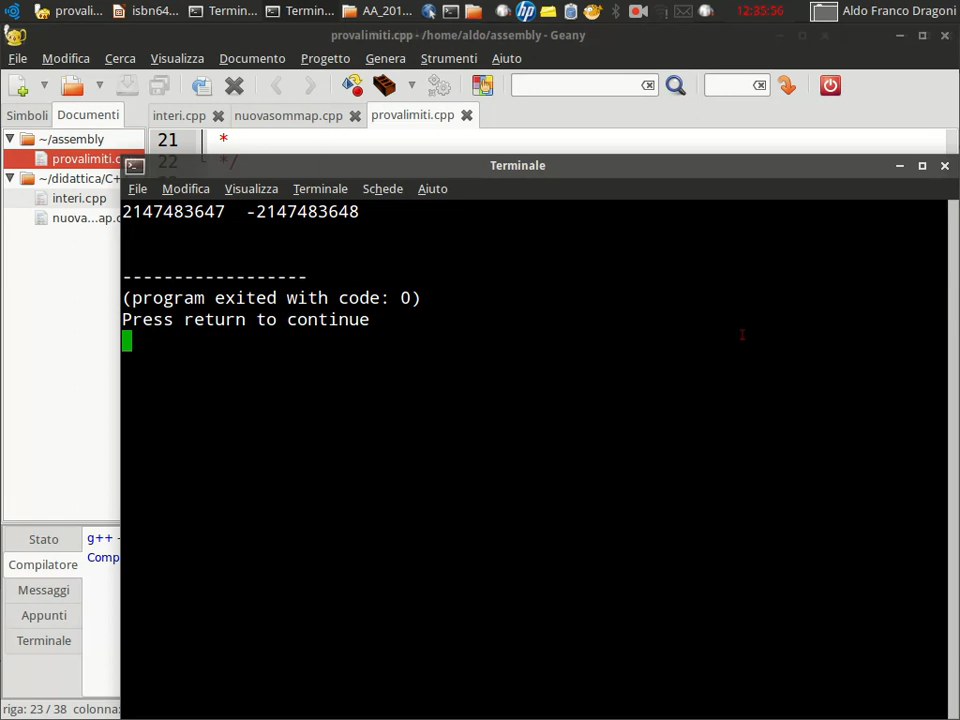 provali...
isbn64...
Termin...
Termin...
AA_201...
12:35:56
Aldo Franco Dragoni
provalimiti.cpp - /home/aldo/assembly - Geany
File Modifica Cerca Visualizza Documento Progetto Genera Strumenti Aiuto
Simboli Documenti interi.cpp nuovasommap.cpp provalimiti.cpp
~/assembly
provalimiti.c
~/didattica/C+
interi.cpp
nuova...ap.c
21 *
22 */
Terminale
File Modifica Visualizza Terminale Schede Aiuto
2147483647 -2147483648
------------------
(program exited with code: 0)
Press return to continue
Stato
Compilatore
Messaggi
Appunti
Terminale
g++ -
Comp
riga: 23 / 38 colonna: